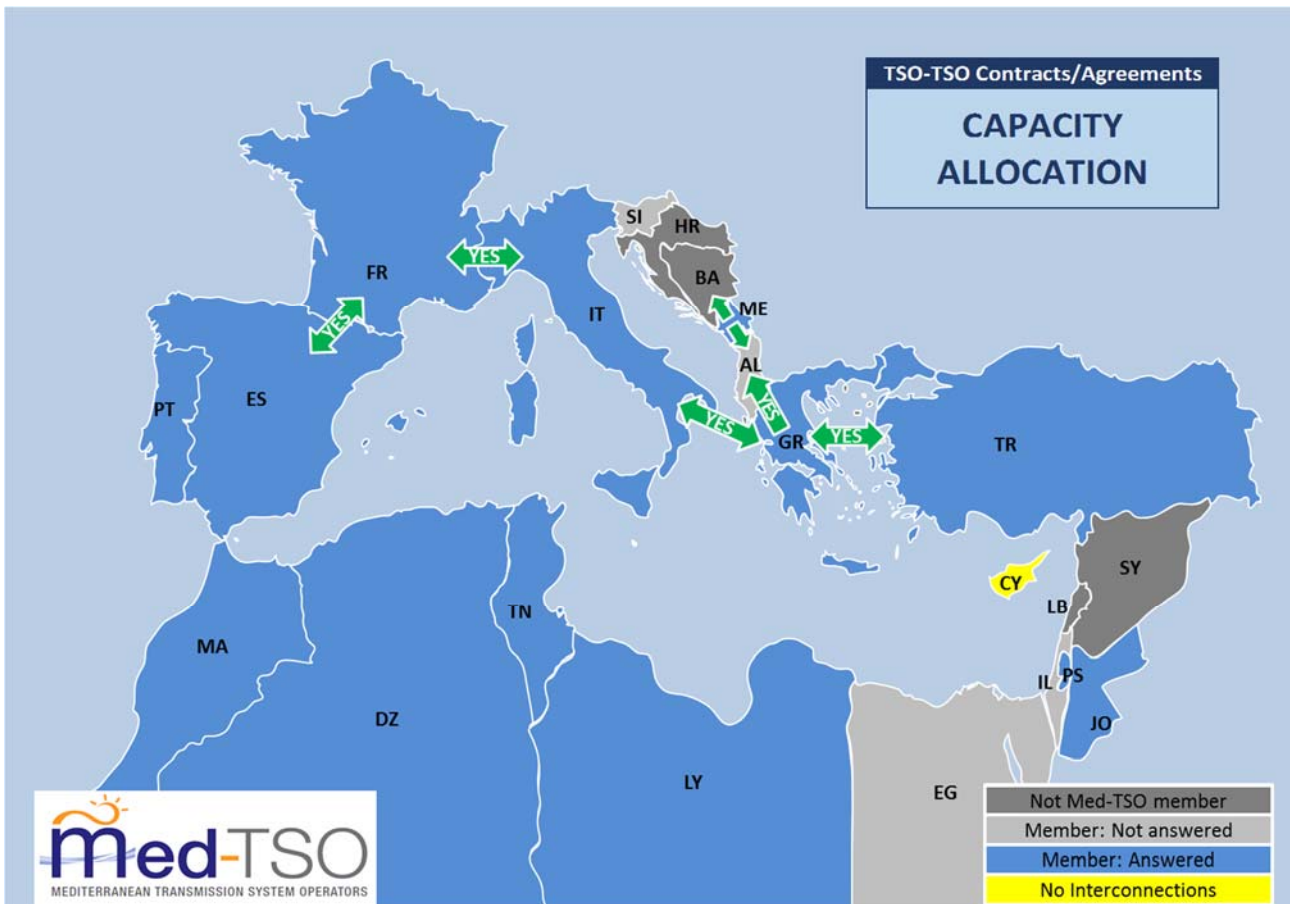 TSO-TSO Contracts/Agreements
CAPACITY
ALLOCATION
SI
HR
FR
YES
BA
ME
IT
YES
AL
PT
ES
YES
YES
GR
YES
TR
CY
SY
LB
TN
MA
IL
PS
DZ
JO
LY
EG
Not Med-TSO member
Member: Not answered
Member: Answered
No Interconnections
med-TSO
MEDITERRANEAN TRANSMISSION SYSTEM OPERATORS